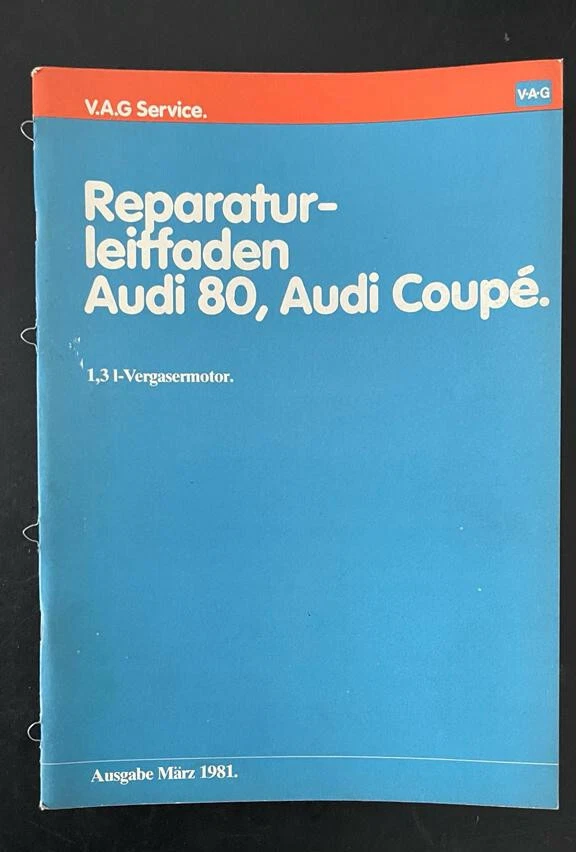 V.A.G Service.
V·A·G
Reparatur-
leitfaden
Audi 80, Audi Coupé.
1,3 l-Vergasermotor.
Ausgabe März 1981.